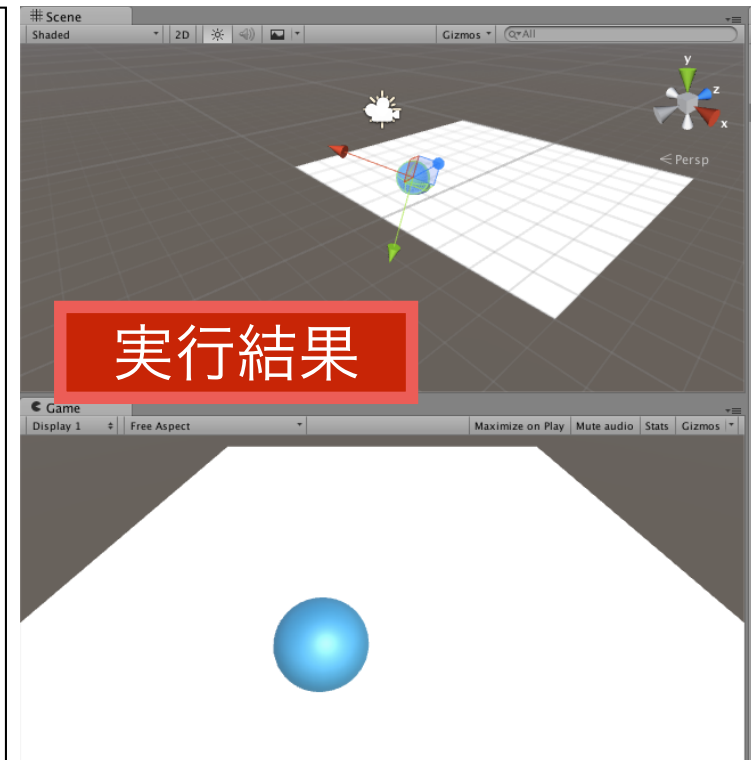 Scene
Shaded 2D Gizmos All
y
z
x
Persp
実行結果
Game
Display 1 Free Aspect Maximize on Play Mute audio Stats Gizmos